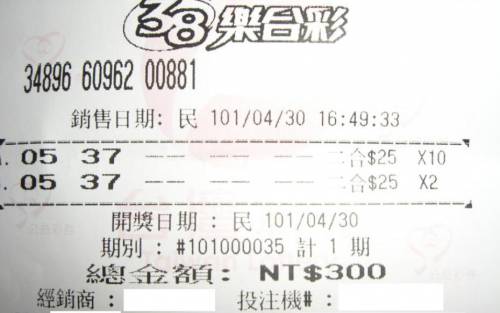 38樂合彩
34896 60962 00881
銷售日期: 民 101/04/30 16:49:33
. 05 37 -- -- -- -- 二合$25 X10
. 05 37 -- -- -- -- 二合$25 X2
開獎日期 : 民 101/04/30
期別 : #101000035 計 1 期
總金額: NT$300
經銷商 : 投注機# :